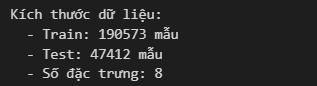 Kích thước dữ liệu:
- Train: 190573 mẫu
- Test: 47412 mẫu
- Số đặc trưng: 8